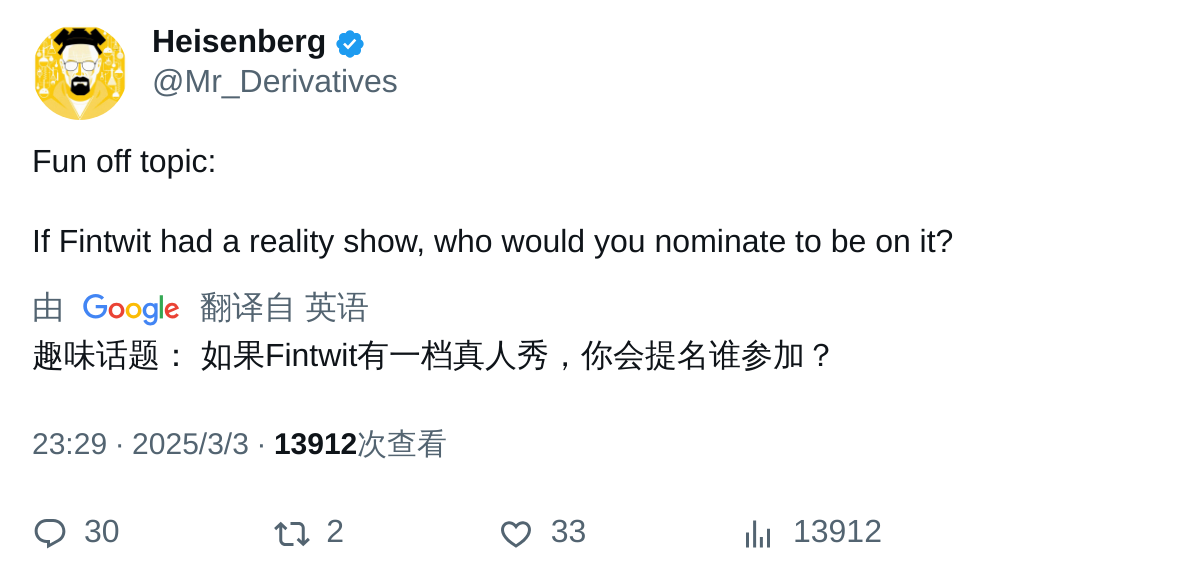 Heisenberg
@Mr_Derivatives
Fun off topic:
If Fintwit had a reality show, who would you nominate to be on it?
由 Google 翻译自 英语
趣味话题： 如果Fintwit有一档真人秀，你会提名谁参加？
23:29 · 2025/3/3 · 13912次查看
30 2 33 13912